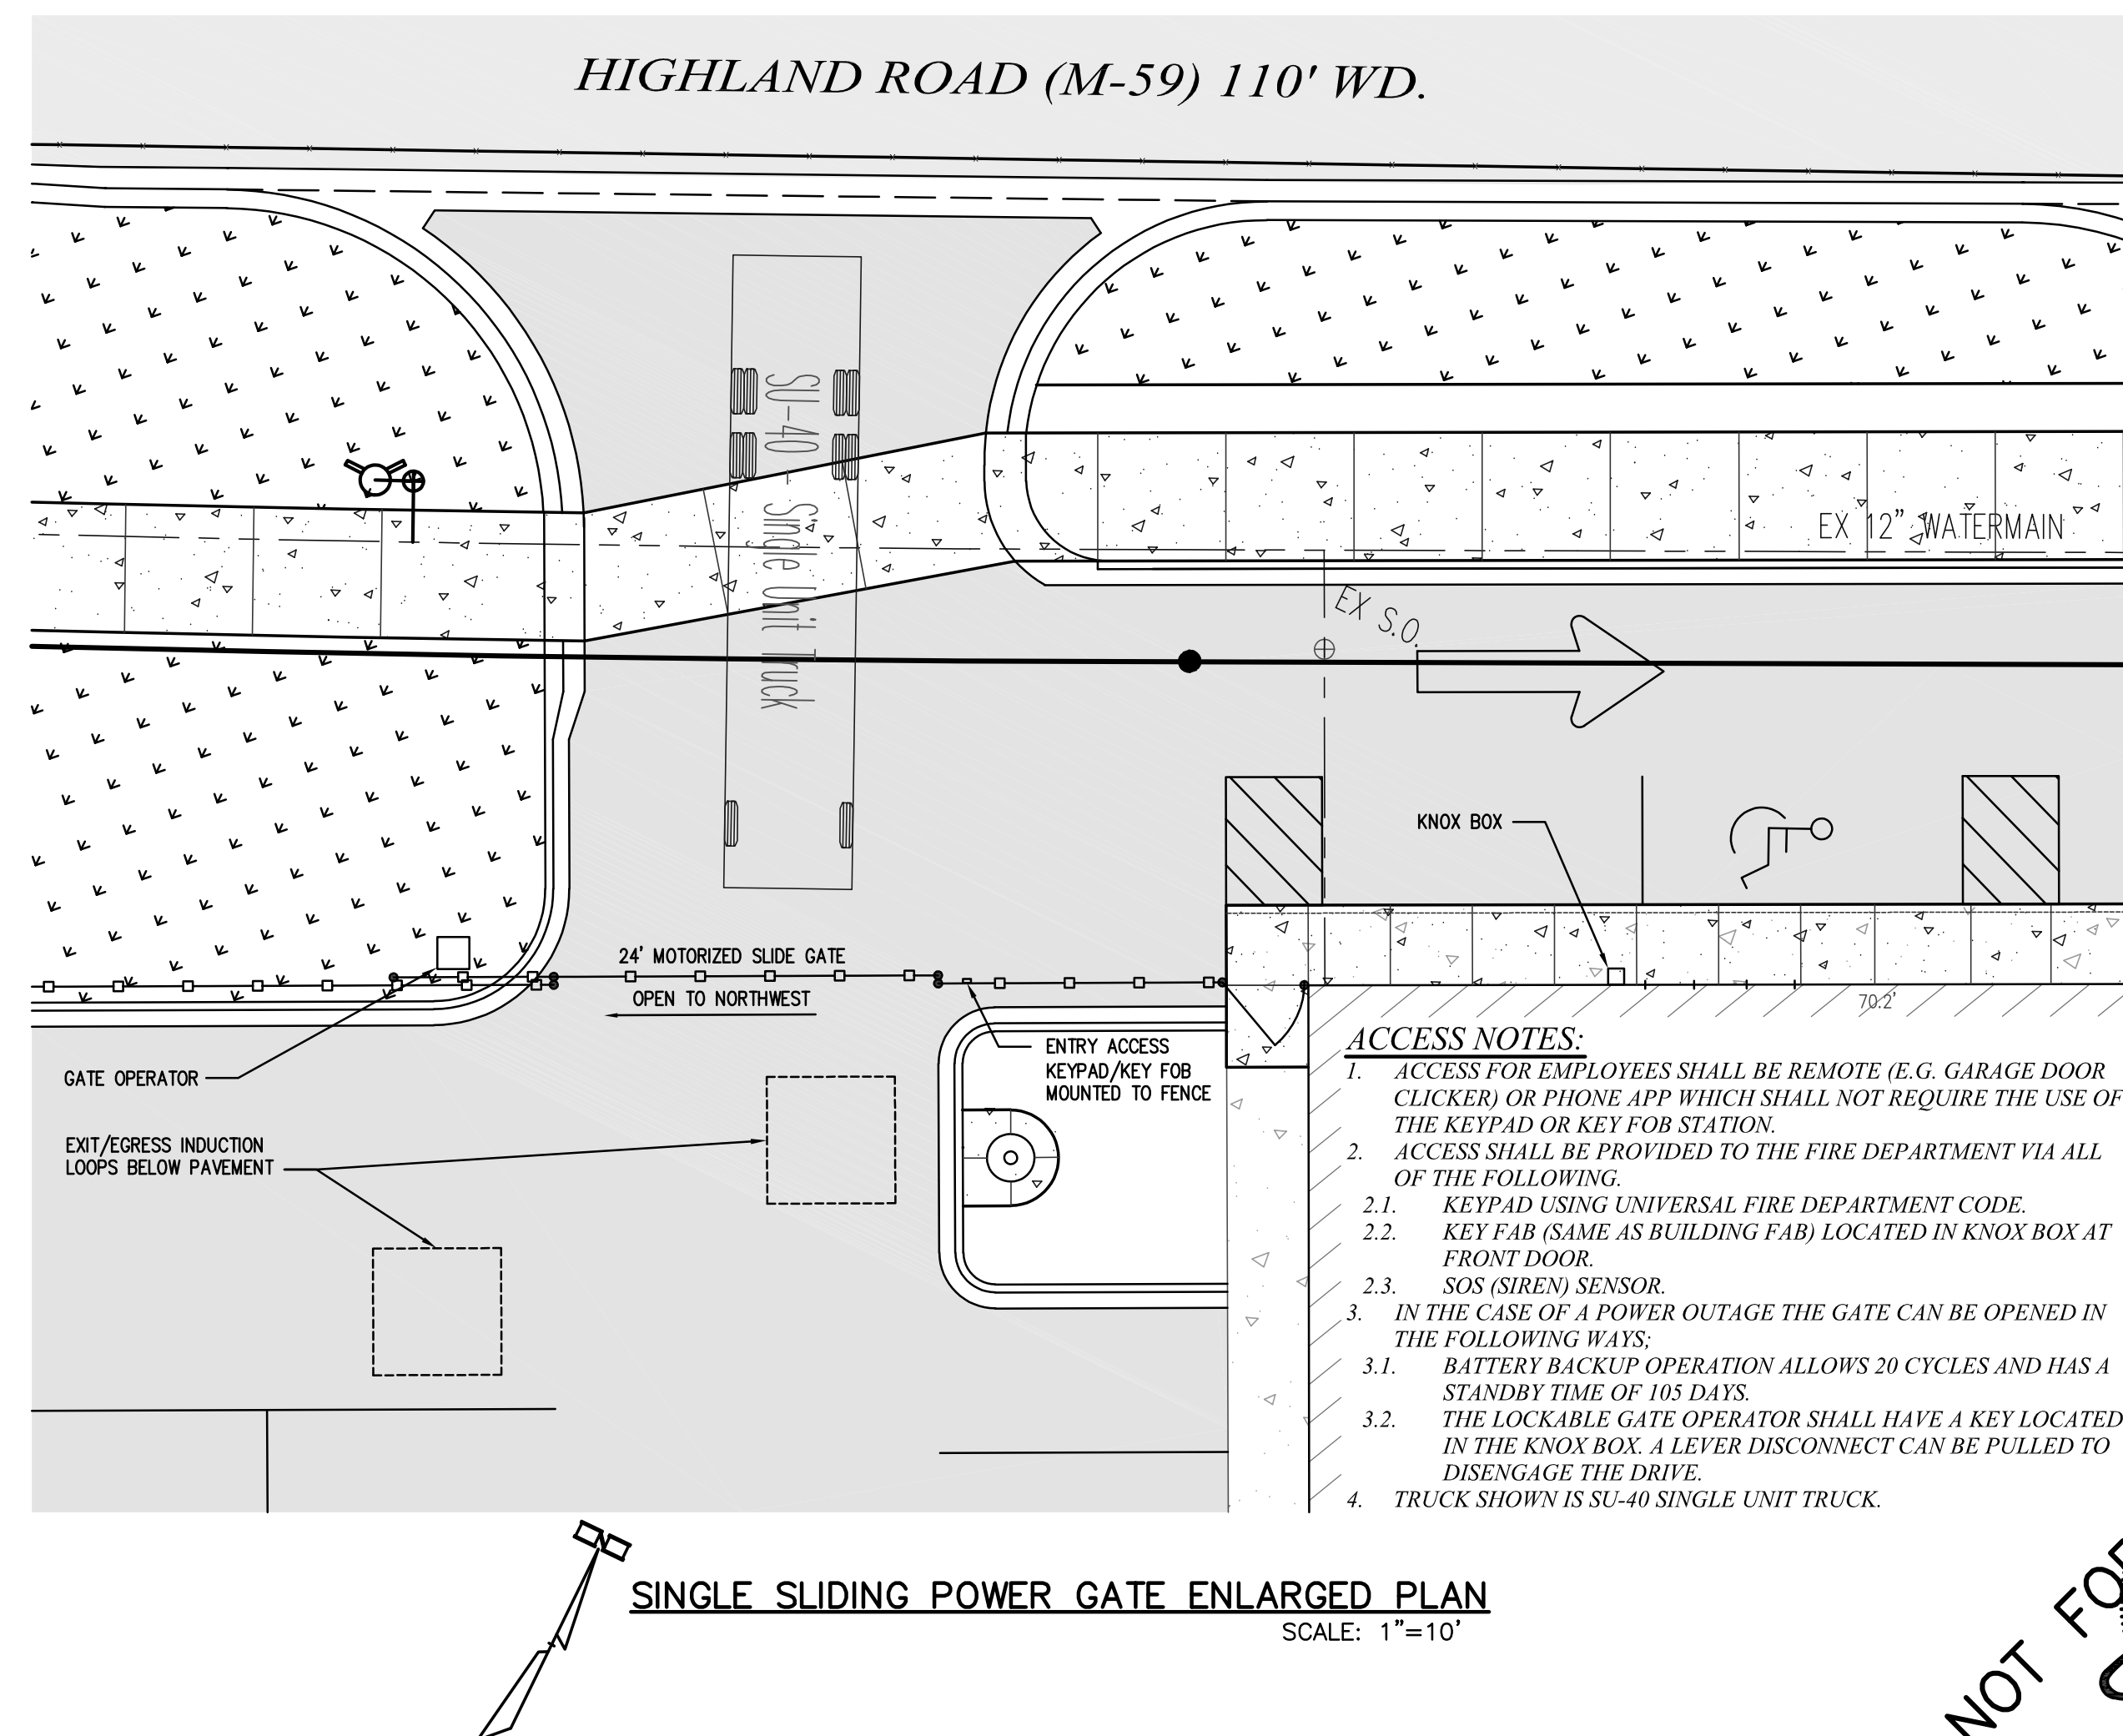 HIGHLAND ROAD (M-59) 110' WD.
SU-40 - Single Unit Truck
EX 12" WATERMAIN
EX S.O.
KNOX BOX
24' MOTORIZED SLIDE GATE
OPEN TO NORTHWEST
70.2'
GATE OPERATOR
ENTRY ACCESS
KEYPAD/KEY FOB
MOUNTED TO FENCE
EXIT/EGRESS INDUCTION
LOOPS BELOW PAVEMENT
ACCESS NOTES:
1. ACCESS FOR EMPLOYEES SHALL BE REMOTE (E.G. GARAGE DOOR
CLICKER) OR PHONE APP WHICH SHALL NOT REQUIRE THE USE OF
THE KEYPAD OR KEY FOB STATION.
2. ACCESS SHALL BE PROVIDED TO THE FIRE DEPARTMENT VIA ALL
OF THE FOLLOWING.
2.1. KEYPAD USING UNIVERSAL FIRE DEPARTMENT CODE.
2.2. KEY FAB (SAME AS BUILDING FAB) LOCATED IN KNOX BOX AT
FRONT DOOR.
2.3. SOS (SIREN) SENSOR.
3. IN THE CASE OF A POWER OUTAGE THE GATE CAN BE OPENED IN
THE FOLLOWING WAYS;
3.1. BATTERY BACKUP OPERATION ALLOWS 20 CYCLES AND HAS A
STANDBY TIME OF 105 DAYS.
3.2. THE LOCKABLE GATE OPERATOR SHALL HAVE A KEY LOCATED
IN THE KNOX BOX. A LEVER DISCONNECT CAN BE PULLED TO
DISENGAGE THE DRIVE.
4. TRUCK SHOWN IS SU-40 SINGLE UNIT TRUCK.
SINGLE SLIDING POWER GATE ENLARGED PLAN
SCALE: 1"=10'
NOT